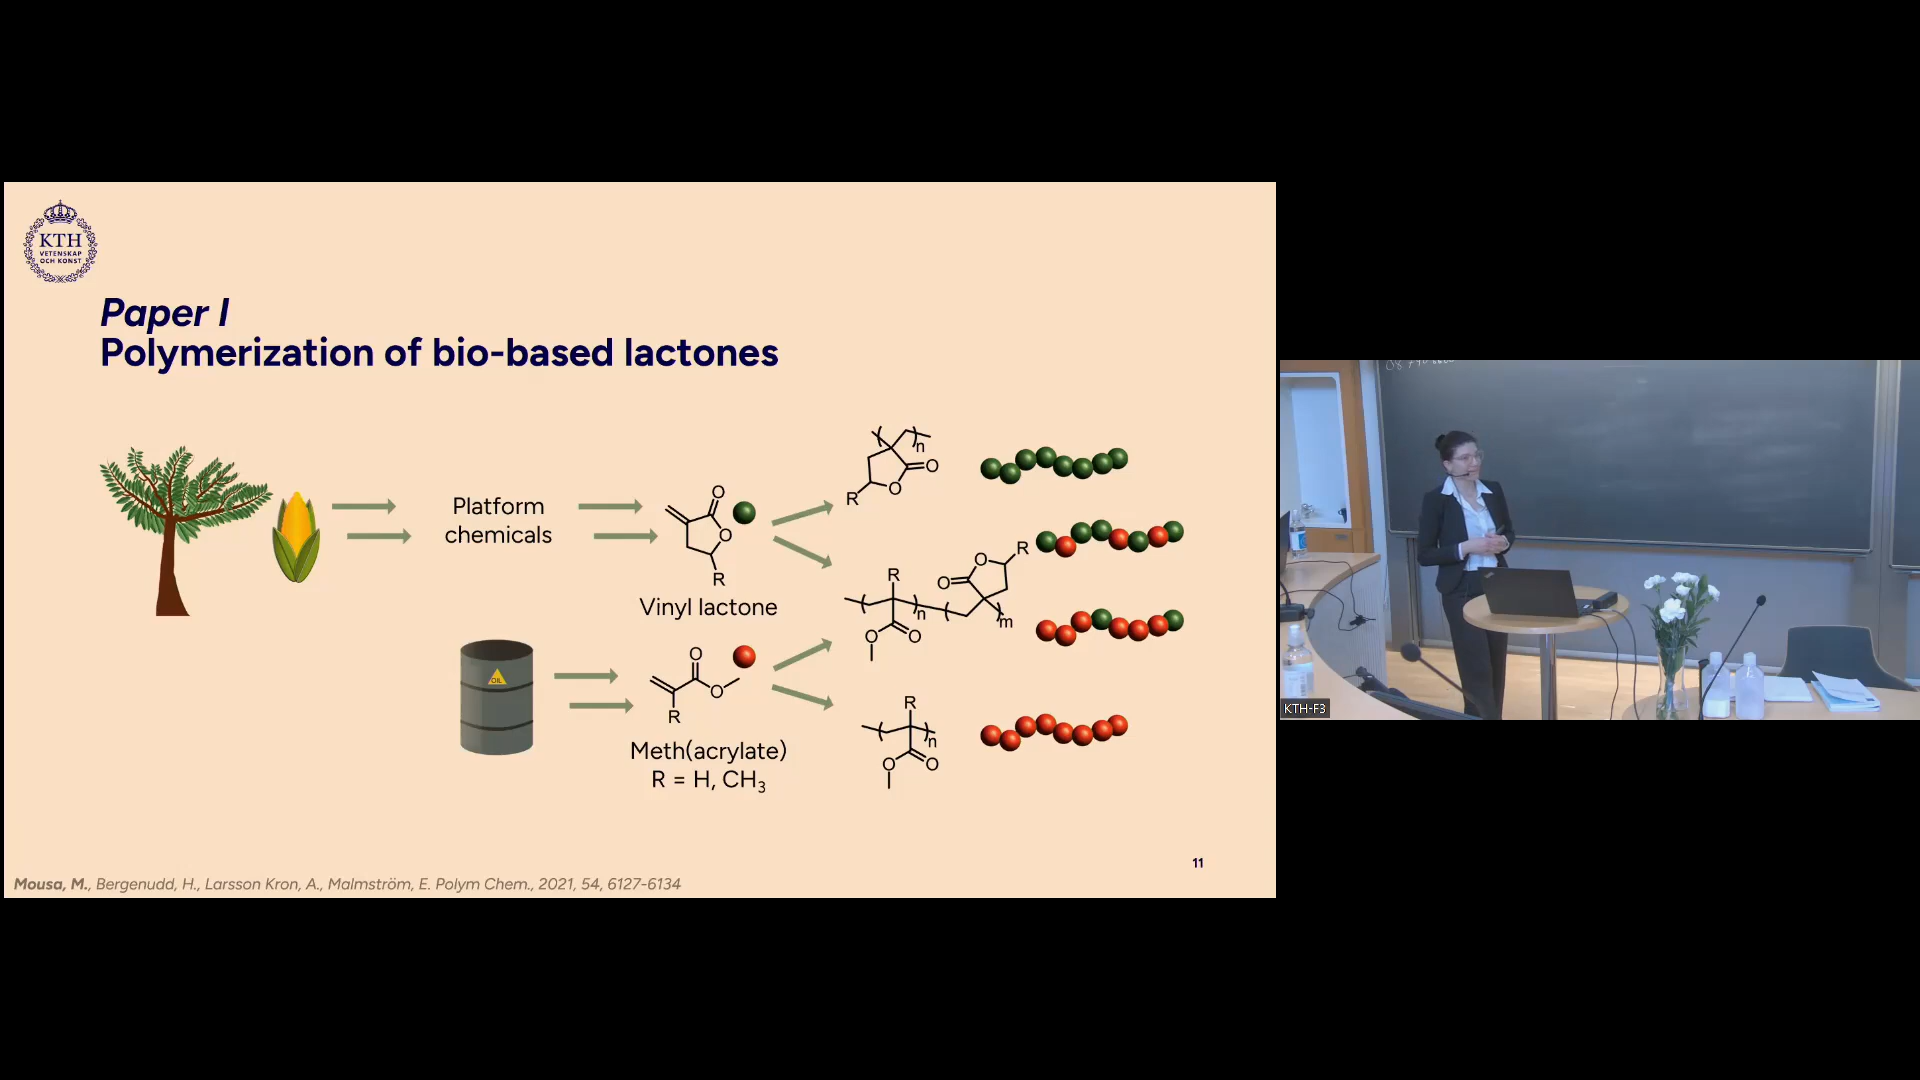 KTH
VETENSKAP
OCH KONST
Paper I
Polymerization of bio-based lactones
Platform
chemicals
O
O
R
Vinyl lactone
OIL
O
O
R
Meth(acrylate)
R = H, CH₃
n
O
O
R
R
O
O
n
O
O
R
m
R
n
O
O
11
Mousa, M., Bergenudd, H., Larsson Kron, A., Malmström, E. Polym Chem., 2021, 54, 6127-6134
KTH-F3